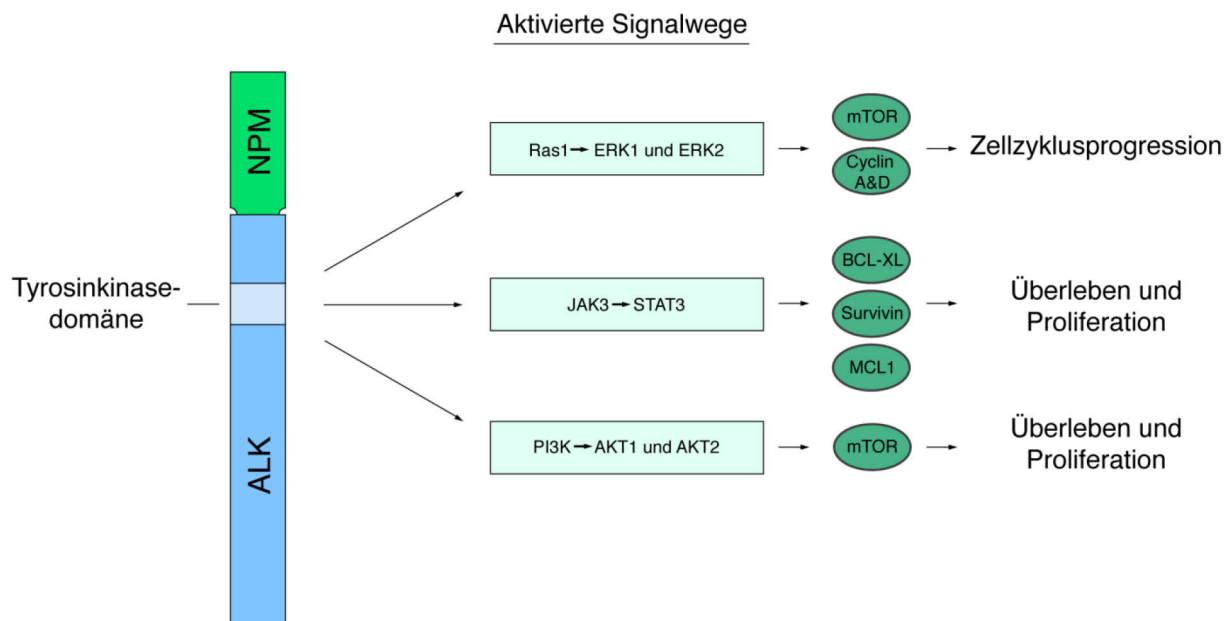 Aktivierte Signalwege
NPM
ALK
Tyrosinkinase-
domäne
Ras1→ERK1 und ERK2
mTOR
Cyclin
A&D
Zellzyklusprogression
JAK3→STAT3
BCL-XL
Survivin
MCL1
Überleben und
Proliferation
PI3K→AKT1 und AKT2
mTOR
Überleben und
Proliferation